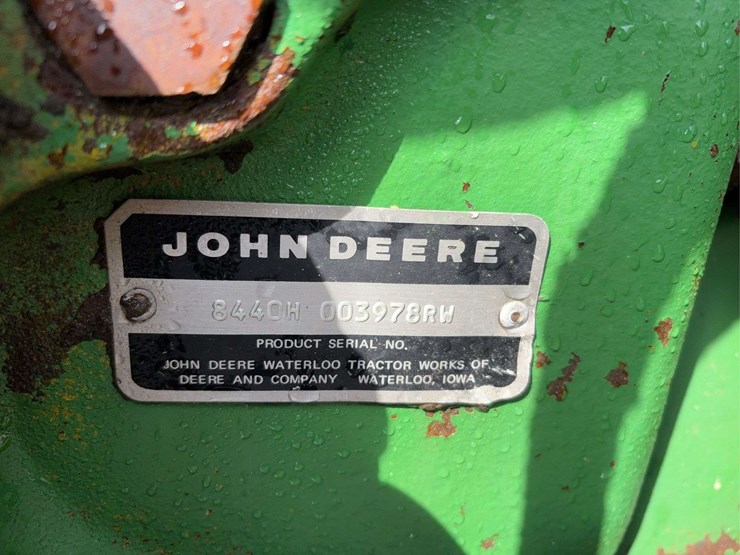 JOHN DEERE
8440H 003978RW
PRODUCT SERIAL NO.
JOHN DEERE WATERLOO TRACTOR WORKS OF
DEERE AND COMPANY WATERLOO, IOWA